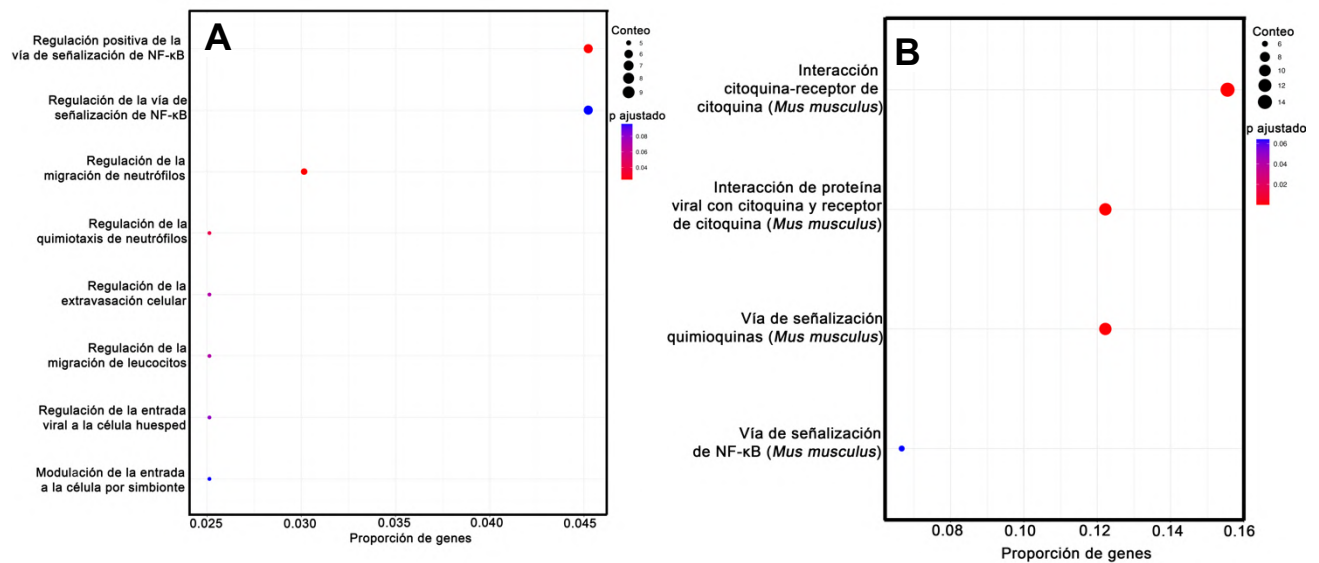 A
Regulación positiva de la
vía de señalización de NF-κB
Regulación de la vía de
señalización de NF-κB
Regulación de la
migración de neutrófilos
Regulación de la
quimiotaxis de neutrófilos
Regulación de la
extravasación celular
Regulación de la
migración de leucocitos
Regulación de la entrada
viral a la célula huesped
Modulación de la entrada
a la célula por simbionte
0.025 0.030 0.035 0.040 0.045
Proporción de genes
Conteo
5
6
7
8
9
p ajustado
0.08
0.06
0.04
B
Interacción
citoquina-receptor de
citoquina (Mus musculus)
Interacción de proteína
viral con citoquina y receptor
de citoquina (Mus musculus)
Vía de señalización
quimioquinas (Mus musculus)
Vía de señalización
de NF-κB (Mus musculus)
0.08 0.10 0.12 0.14 0.16
Proporción de genes
Conteo
6
8
10
12
14
p ajustado
0.06
0.04
0.02